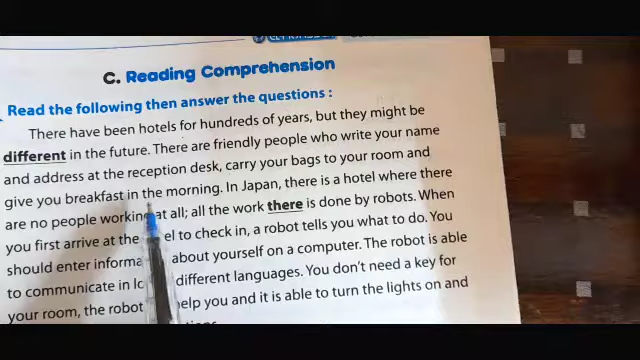 C. Reading Comprehension
Read the following then answer the questions :
There have been hotels for hundreds of years, but they might be
different in the future. There are friendly people who write your name
and address at the reception desk, carry your bags to your room and
give you breakfast in the morning. In Japan, there is a hotel where there
are no people working at all; all the work there is done by robots. When
you first arrive at the el to check in, a robot tells you what to do. You
should enter informa about yourself on a computer. The robot is able
to communicate in different languages. You don't need a key for
your room, the robot help you and it is able to turn the lights on and